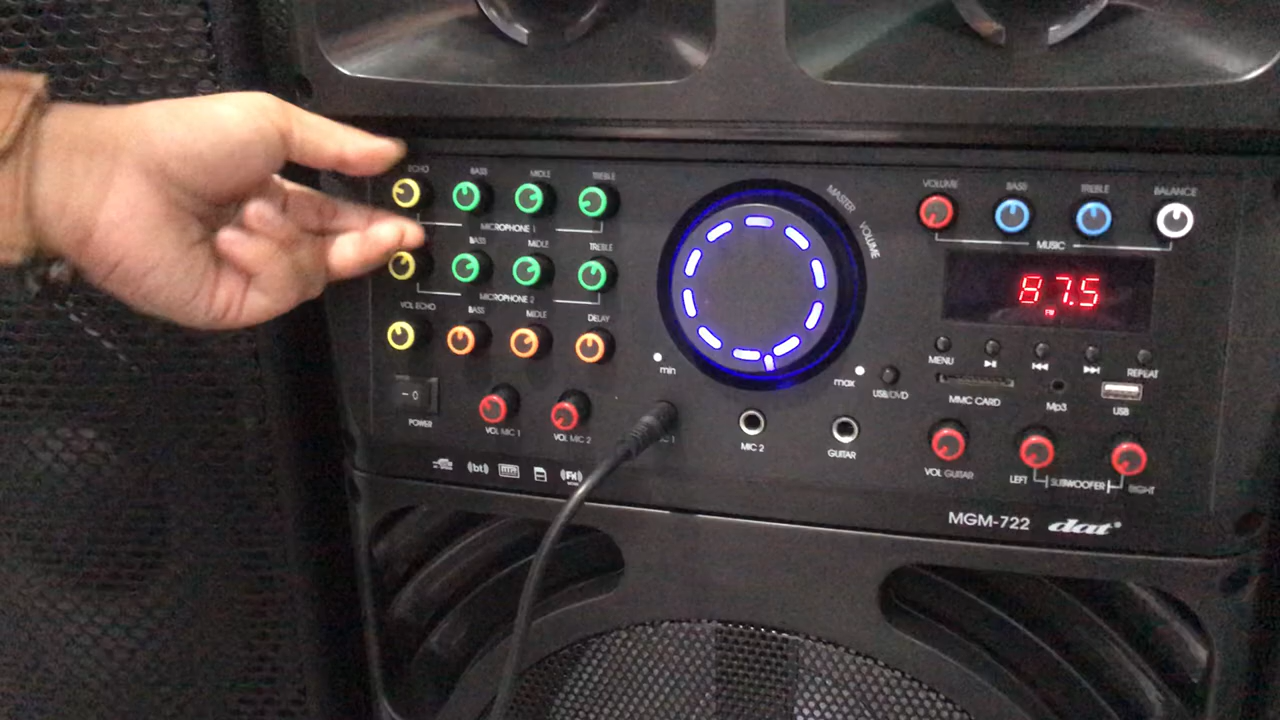 ECHO BASS MIDLE TREBLE
MICROPHONE 1
BASS MIDLE TREBLE
MICROPHONE 2
VOL ECHO BASS MIDLE DELAY
POWER
VOL MIC 1 VOL MIC 2
MASTER VOLUME
min
max
USB/DVD
MIC 2
GUITAR
VOLUME BASS TREBLE BALANCE
MUSIC
87.5
FM
MENU
REPEAT
MMC CARD Mp3 USB
VOL GUITAR
LEFT SUBWOOFER RIGHT
(bt)
MGM-722 dat®